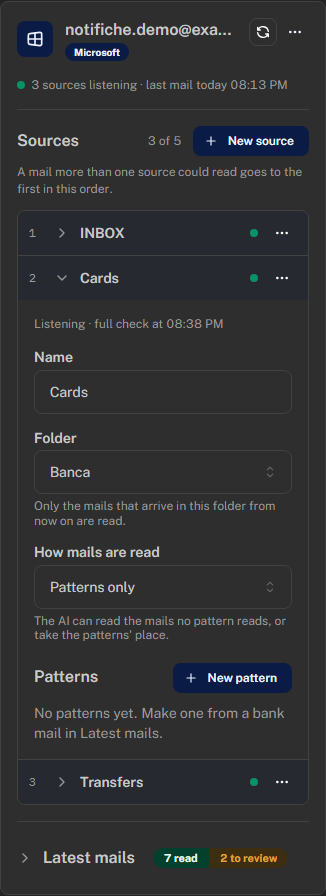 notifiche.demo@exa...
Microsoft
3 sources listening · last mail today 08:13 PM
Sources
3 of 5
+ New source
A mail more than one source could read goes to the
first in this order.
1 INBOX
2 Cards
Listening · full check at 08:38 PM
Name
Cards
Folder
Banca
Only the mails that arrive in this folder from
now on are read.
How mails are read
Patterns only
The AI can read the mails no pattern reads, or
take the patterns' place.
Patterns
+ New pattern
No patterns yet. Make one from a bank
mail in Latest mails.
3 Transfers
Latest mails
7 read
2 to review